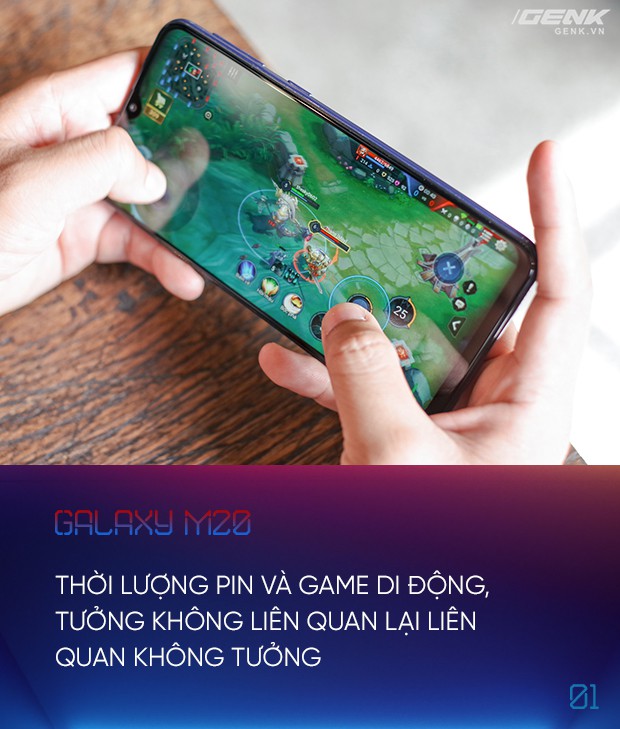 GENK
GENK.VN
25
GALAXY M20
THỜI LƯỢNG PIN VÀ GAME DI ĐỘNG,
TƯỞNG KHÔNG LIÊN QUAN LẠI LIÊN
QUAN KHÔNG TƯỞNG
01